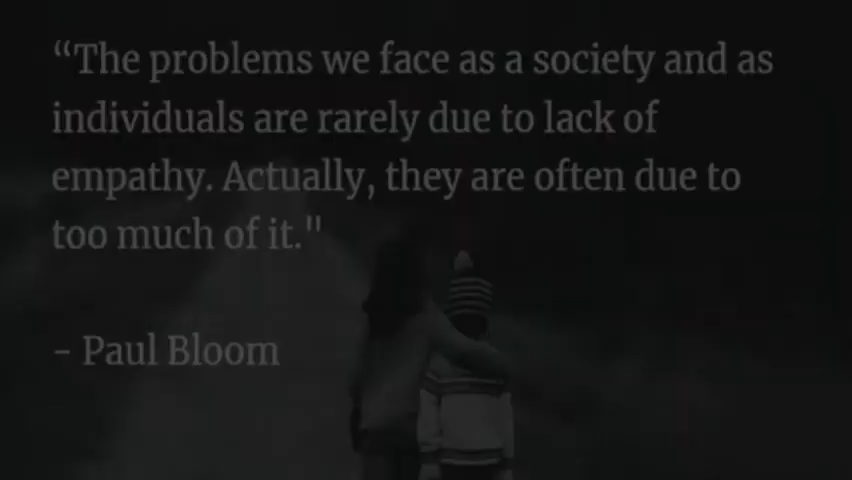 “The problems we face as a society and as
individuals are rarely due to lack of
empathy. Actually, they are often due to
too much of it."
- Paul Bloom